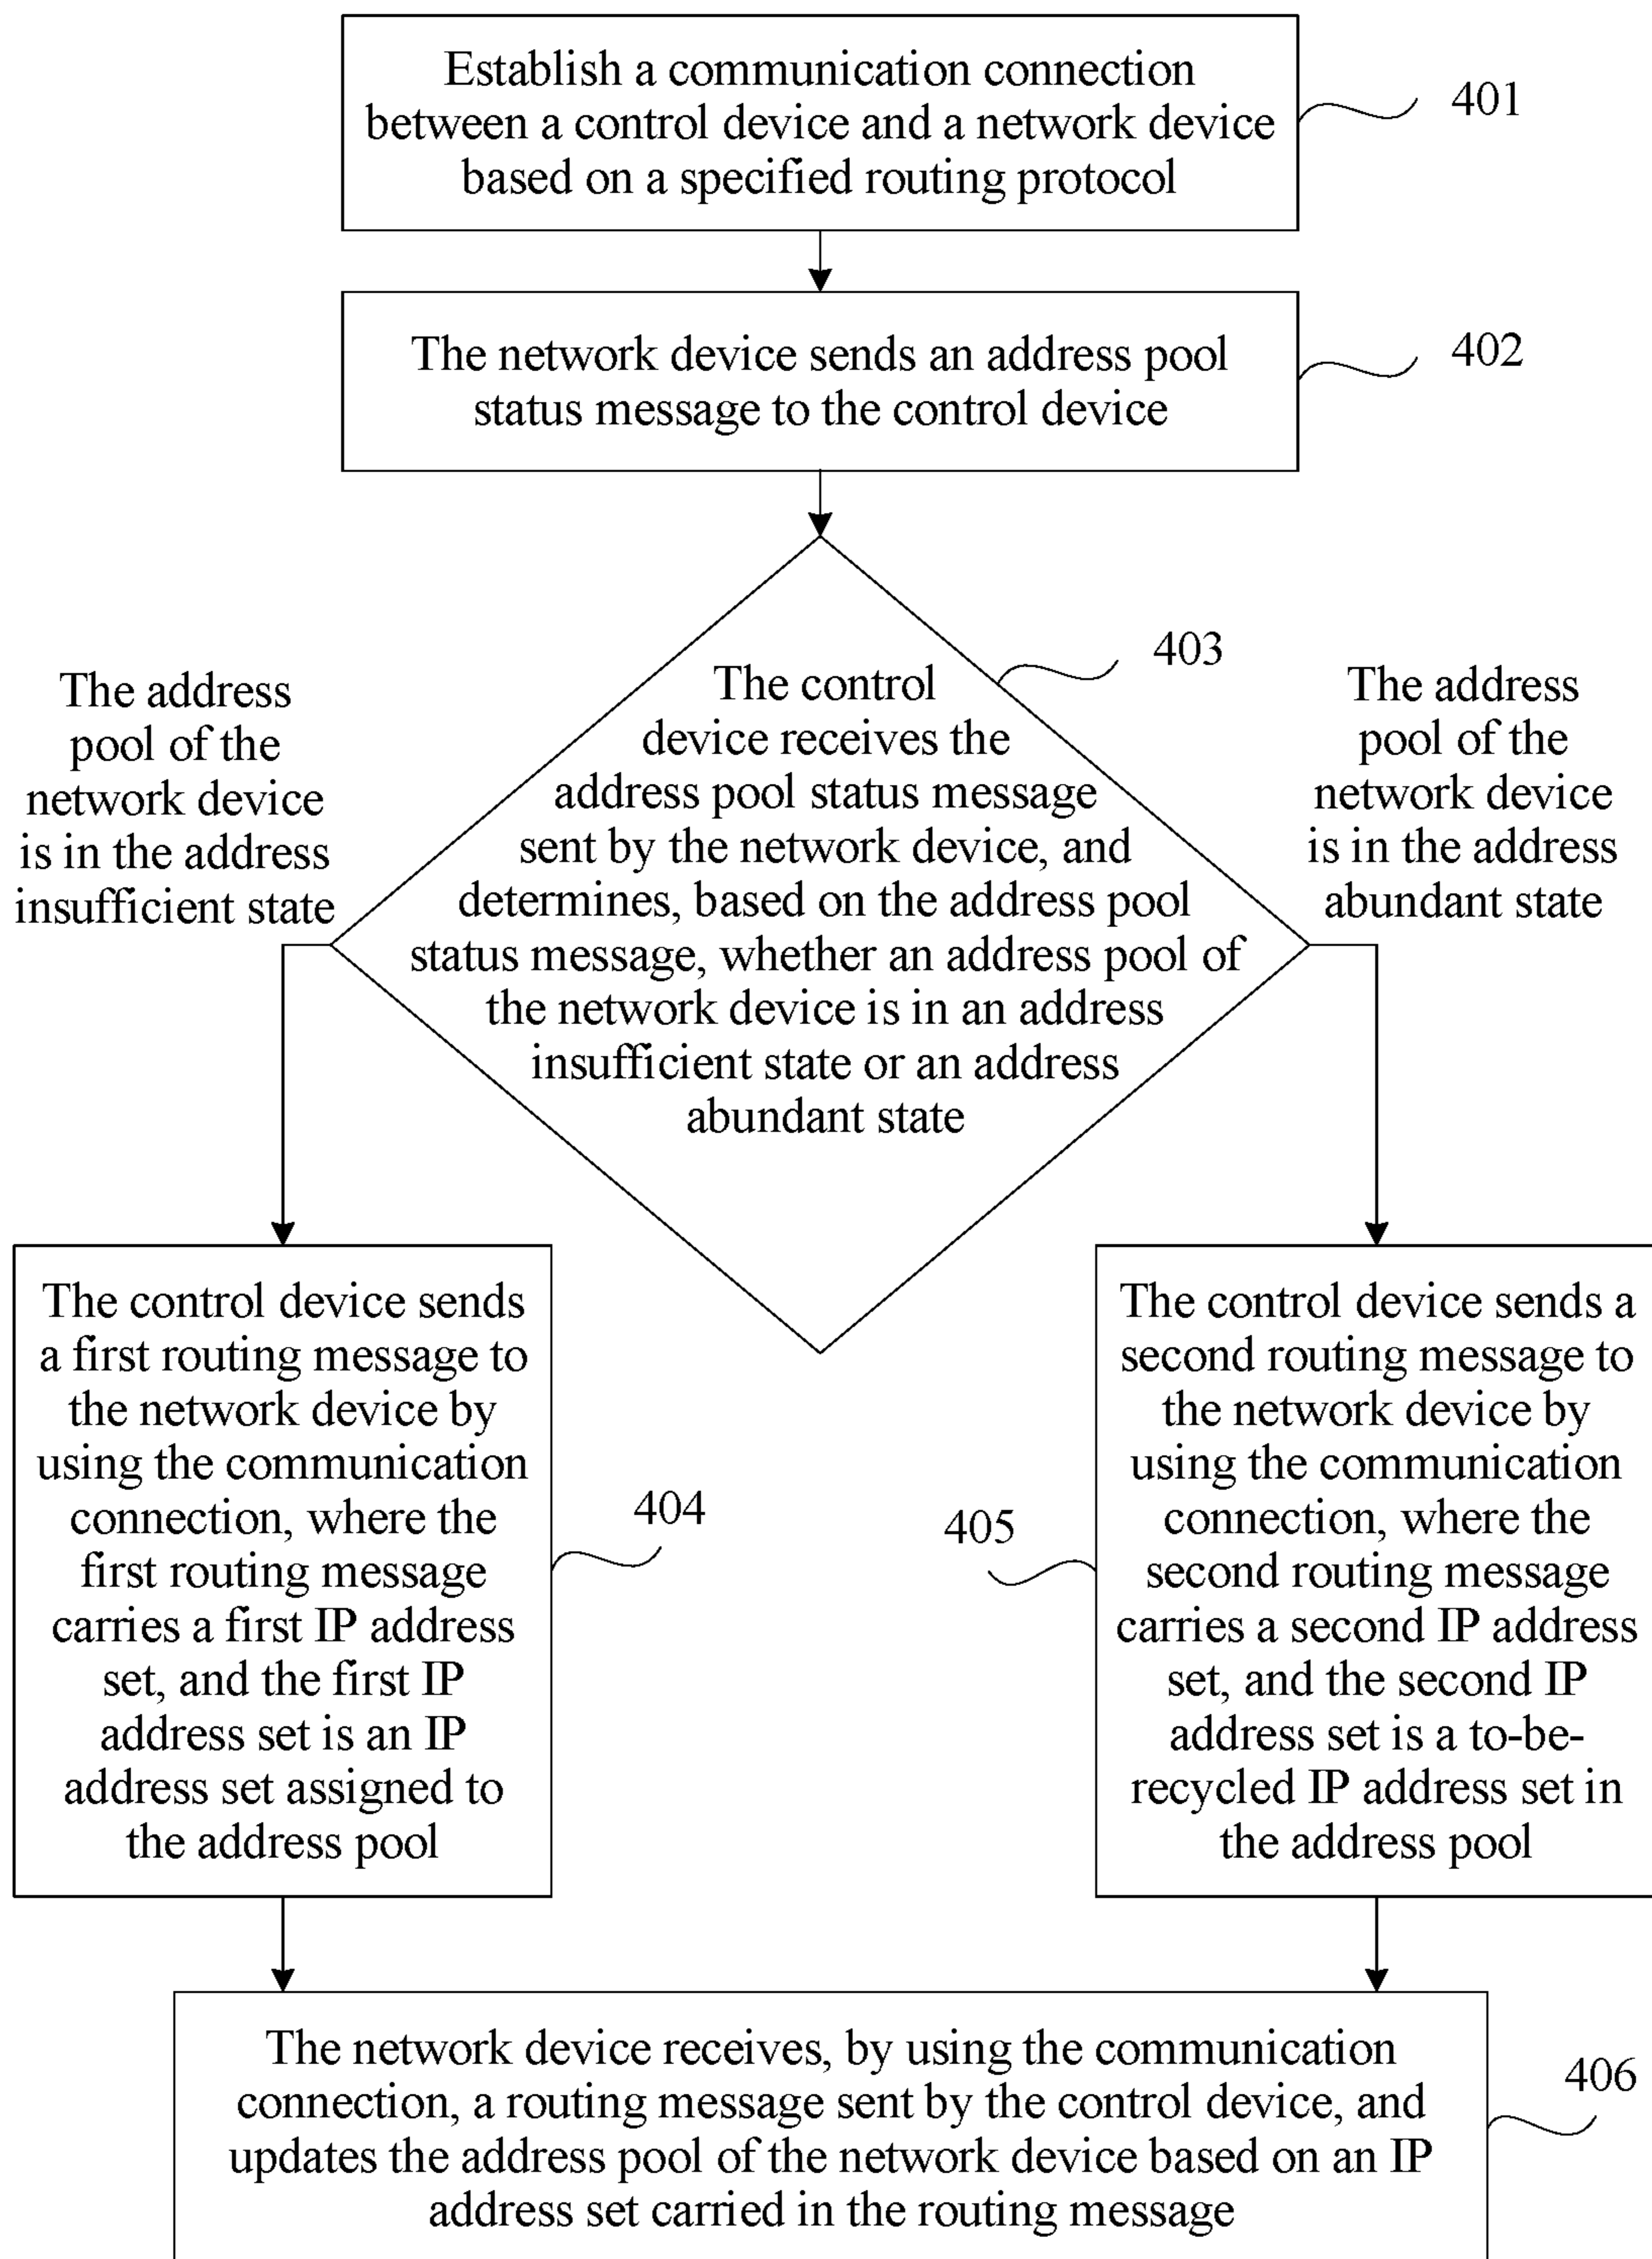 Establish a communication connection
between a control device and a network device
based on a specified routing protocol
401
The network device sends an address pool
status message to the control device
402
403
The address
pool of the
network device
is in the address
insufficient state
The control
device receives the
address pool status message
sent by the network device, and
determines, based on the address pool
status message, whether an address pool of
the network device is in an address
insufficient state or an address
abundant state
The address
pool of the
network device
is in the address
abundant state
The control device sends
a first routing message to
the network device by
using the communication
connection, where the
first routing message
carries a first IP address
set, and the first IP
address set is an IP
address set assigned to
the address pool
404
405
The control device sends a
second routing message to
the network device by
using the communication
connection, where the
second routing message
carries a second IP address
set, and the second IP
address set is a to-be-
recycled IP address set in
the address pool
The network device receives, by using the communication
connection, a routing message sent by the control device, and
updates the address pool of the network device based on an IP
address set carried in the routing message
406